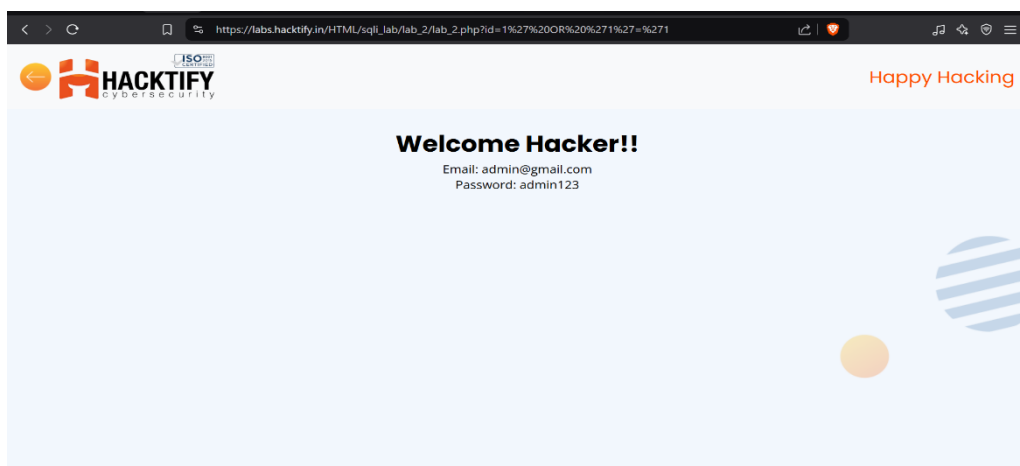 https://labs.hacktify.in/HTML/sqli_lab/lab_2/lab_2.php?id=1%27%20OR%20%271%27=%271
ISO
CERTIFIED
HACKTIFY
cybersecurity
Happy Hacking
Welcome Hacker!!
Email: admin@gmail.com
Password: admin123